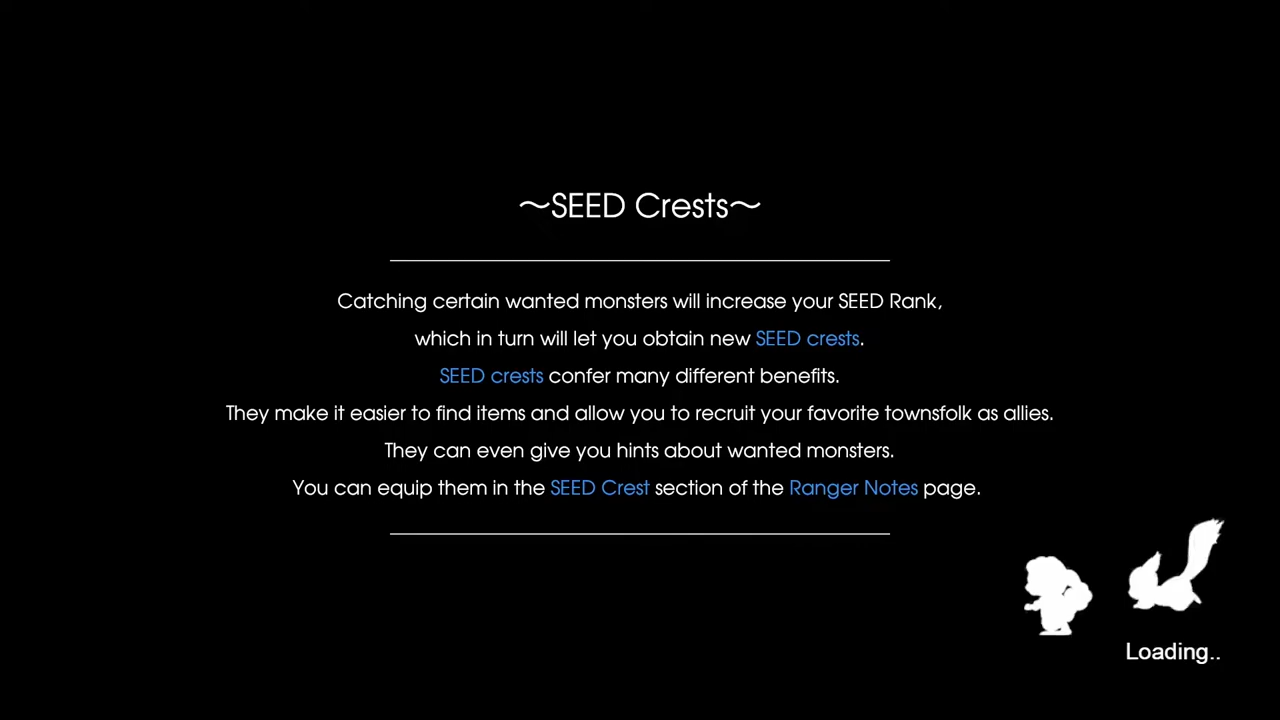 ～SEED Crests～
Catching certain wanted monsters will increase your SEED Rank,
which in turn will let you obtain new SEED crests.
SEED crests confer many different benefits.
They make it easier to find items and allow you to recruit your favorite townsfolk as allies.
They can even give you hints about wanted monsters.
You can equip them in the SEED Crest section of the Ranger Notes page.
Loading..